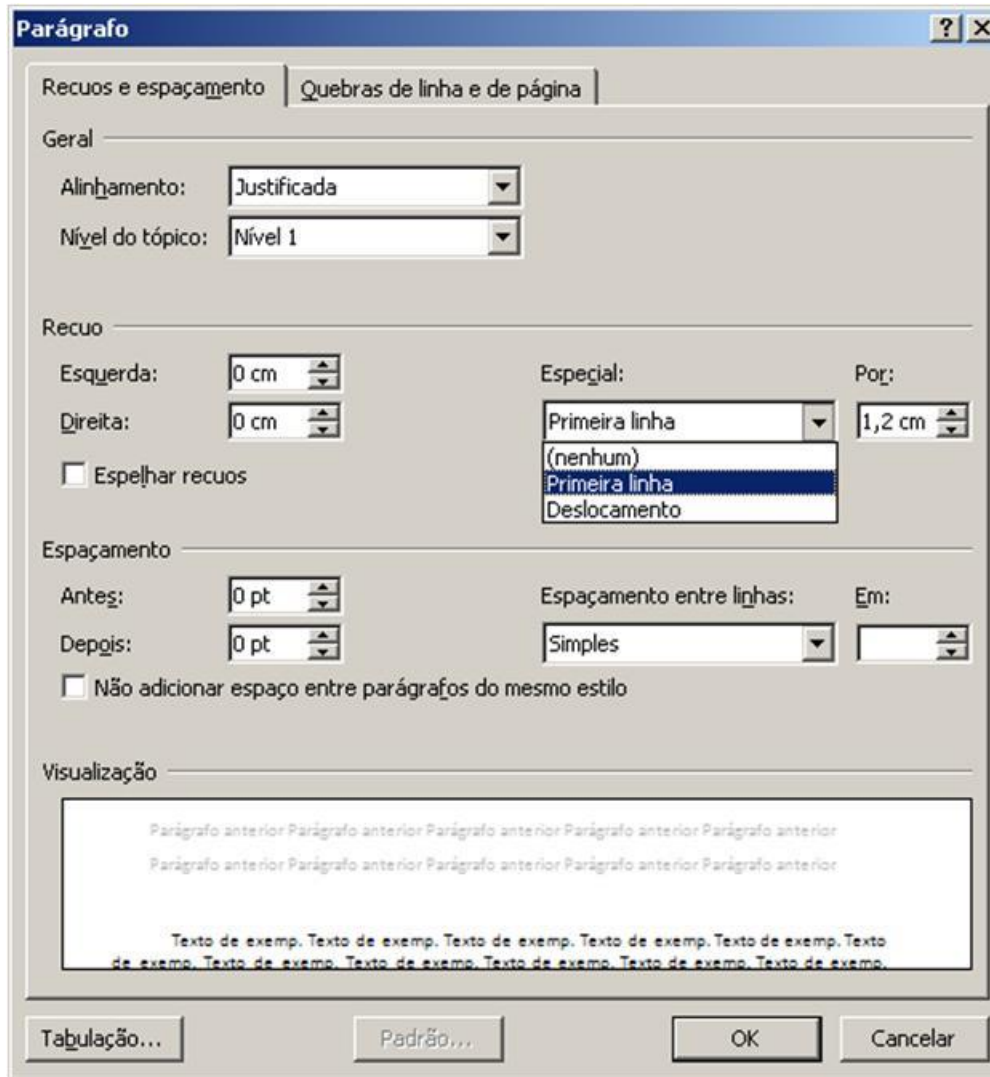 Parágrafo
Recuos e espaçamento Quebras de linha e de página
Geral
Alinhamento: Justificada
Nível do tópico: Nível 1
Recuo
Esquerda: 0 cm Especial: Por:
Direita: 0 cm Primeira linha 1,2 cm
(nenhum)
Espelhar recuos Primeira linha
Deslocamento
Espaçamento
Antes: 0 pt Espaçamento entre linhas: Em:
Depois: 0 pt Simples
Não adicionar espaço entre parágrafos do mesmo estilo
Visualização
Parágrafo anterior Parágrafo anterior Parágrafo anterior Parágrafo anterior Parágrafo anterior
Parágrafo anterior Parágrafo anterior Parágrafo anterior Parágrafo anterior Parágrafo anterior
Texto de exemp. Texto de exemp. Texto de exemp. Texto de exemp. Texto de exemp. Texto
de exemp. Texto de exemp. Texto de exemp. Texto de exemp. Texto de exemp. Texto de exemp.
Tabulação... Padrão... OK Cancelar